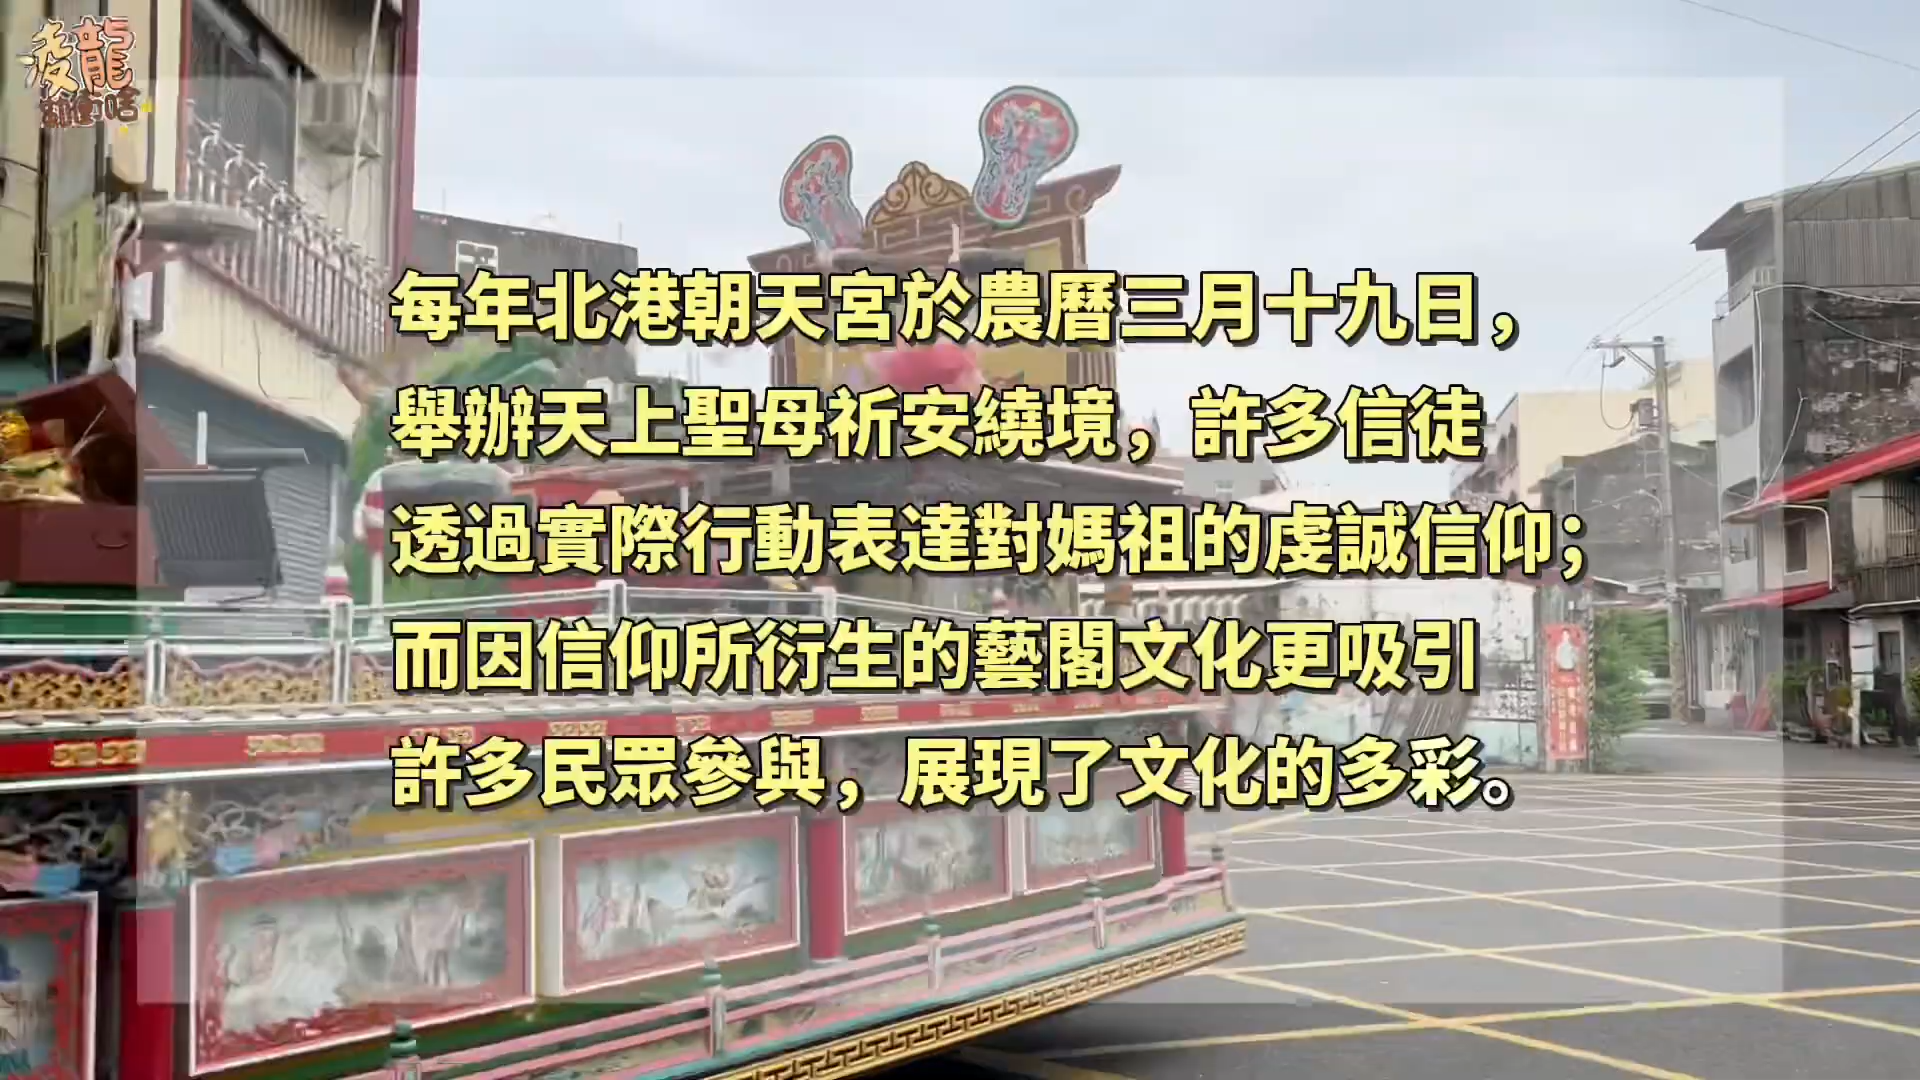 每年北港朝天宮於農曆三月十九日，
舉辦天上聖母祈安繞境，許多信徒
透過實際行動表達對媽祖的虔誠信仰；
而因信仰所衍生的藝閣文化更吸引
許多民眾參與，展現了文化的多彩。